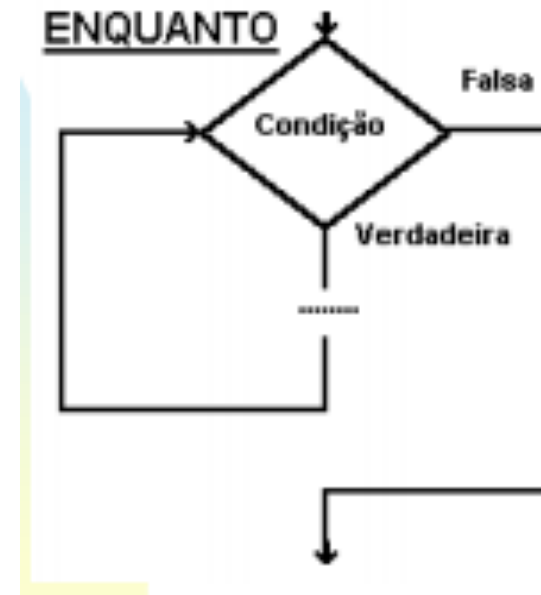 ENQUANTO
Falsa
Condição
Verdadeira
........